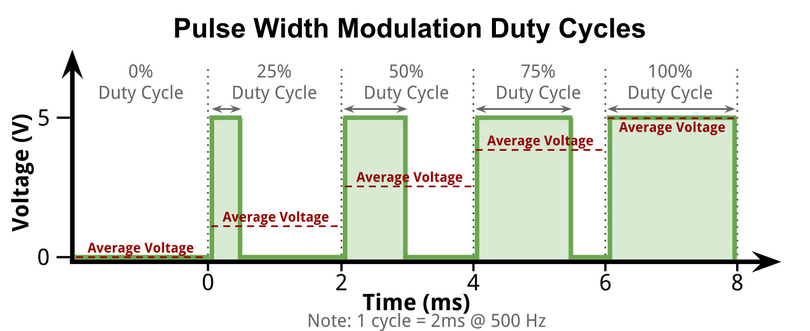 Pulse Width Modulation Duty Cycles
0%
Duty Cycle
25%
Duty Cycle
50%
Duty Cycle
75%
Duty Cycle
100%
Duty Cycle
Voltage (V)
5
0
Average Voltage
Average Voltage
Average Voltage
Average Voltage
Average Voltage
0
2
4
6
8
Time (ms)
Note: 1 cycle = 2ms @ 500 Hz